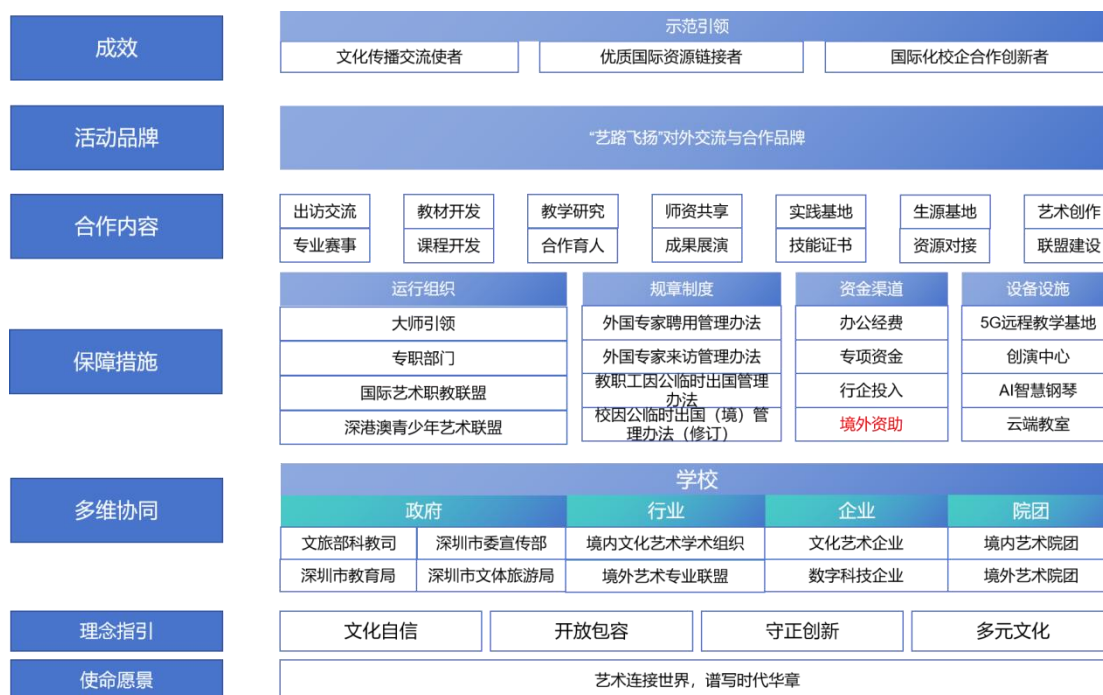 成效
示范引领
文化传播交流使者
优质国际资源链接者
国际化校企合作创新者
活动品牌
“艺路飞扬”对外交流与合作品牌
合作内容
出访交流
教材开发
教学研究
师资共享
实践基地
生源基地
艺术创作
专业赛事
课程开发
合作育人
成果展演
技能证书
资源对接
联盟建设
保障措施
运行组织
大师引领
专职部门
国际艺术职教联盟
深港澳青少年艺术联盟
规章制度
外国专家聘用管理办法
外国专家来访管理办法
教职工因公临时出国管理
办法
校因公临时出国（境）管
理办法（修订）
资金渠道
办公经费
专项资金
行企投入
境外资助
设备设施
5G远程教学基地
创演中心
AI智慧钢琴
云端教室
多维协同
学校
政府
行业
企业
院团
文旅部科教司
深圳市委宣传部
境内文化艺术学术组织
文化艺术企业
境内艺术院团
深圳市教育局
深圳市文体旅游局
境外艺术专业联盟
数字科技企业
境外艺术院团
理念指引
文化自信
开放包容
守正创新
多元文化
使命愿景
艺术连接世界，谱写时代华章